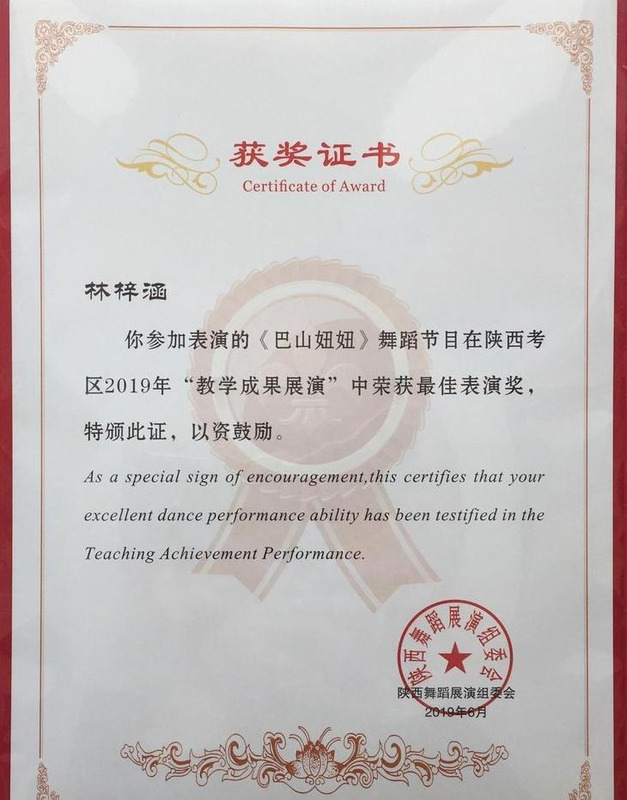 获奖证书
Certificate of Award
林梓涵
你参加表演的《巴山妞妞》舞蹈节目在陕西考
区2019年“教学成果展演”中荣获最佳表演奖，
特颁此证，以资鼓励。
As a special sign of encouragement,this certifies that your
excellent dance performance ability has been testified in the
Teaching Achievement Performance.
陕西舞蹈展演组委会
陕西舞蹈展演组委会
2019年6月